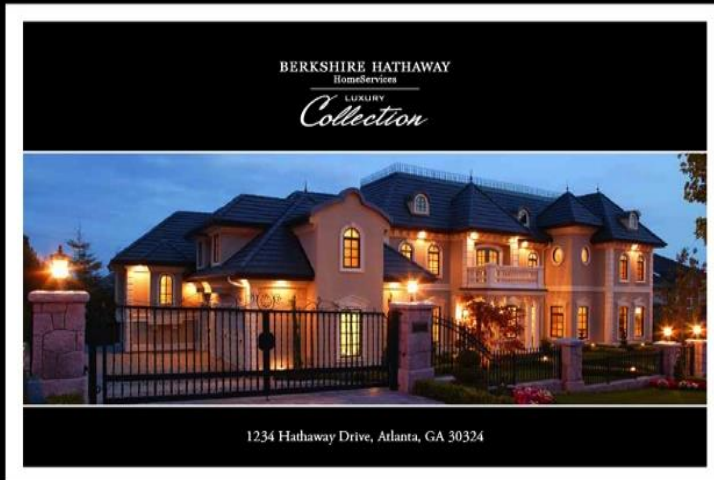 BERKSHIRE HATHAWAY
HomeServices
LUXURY
Collection
1234 Hathaway Drive, Atlanta, GA 30324